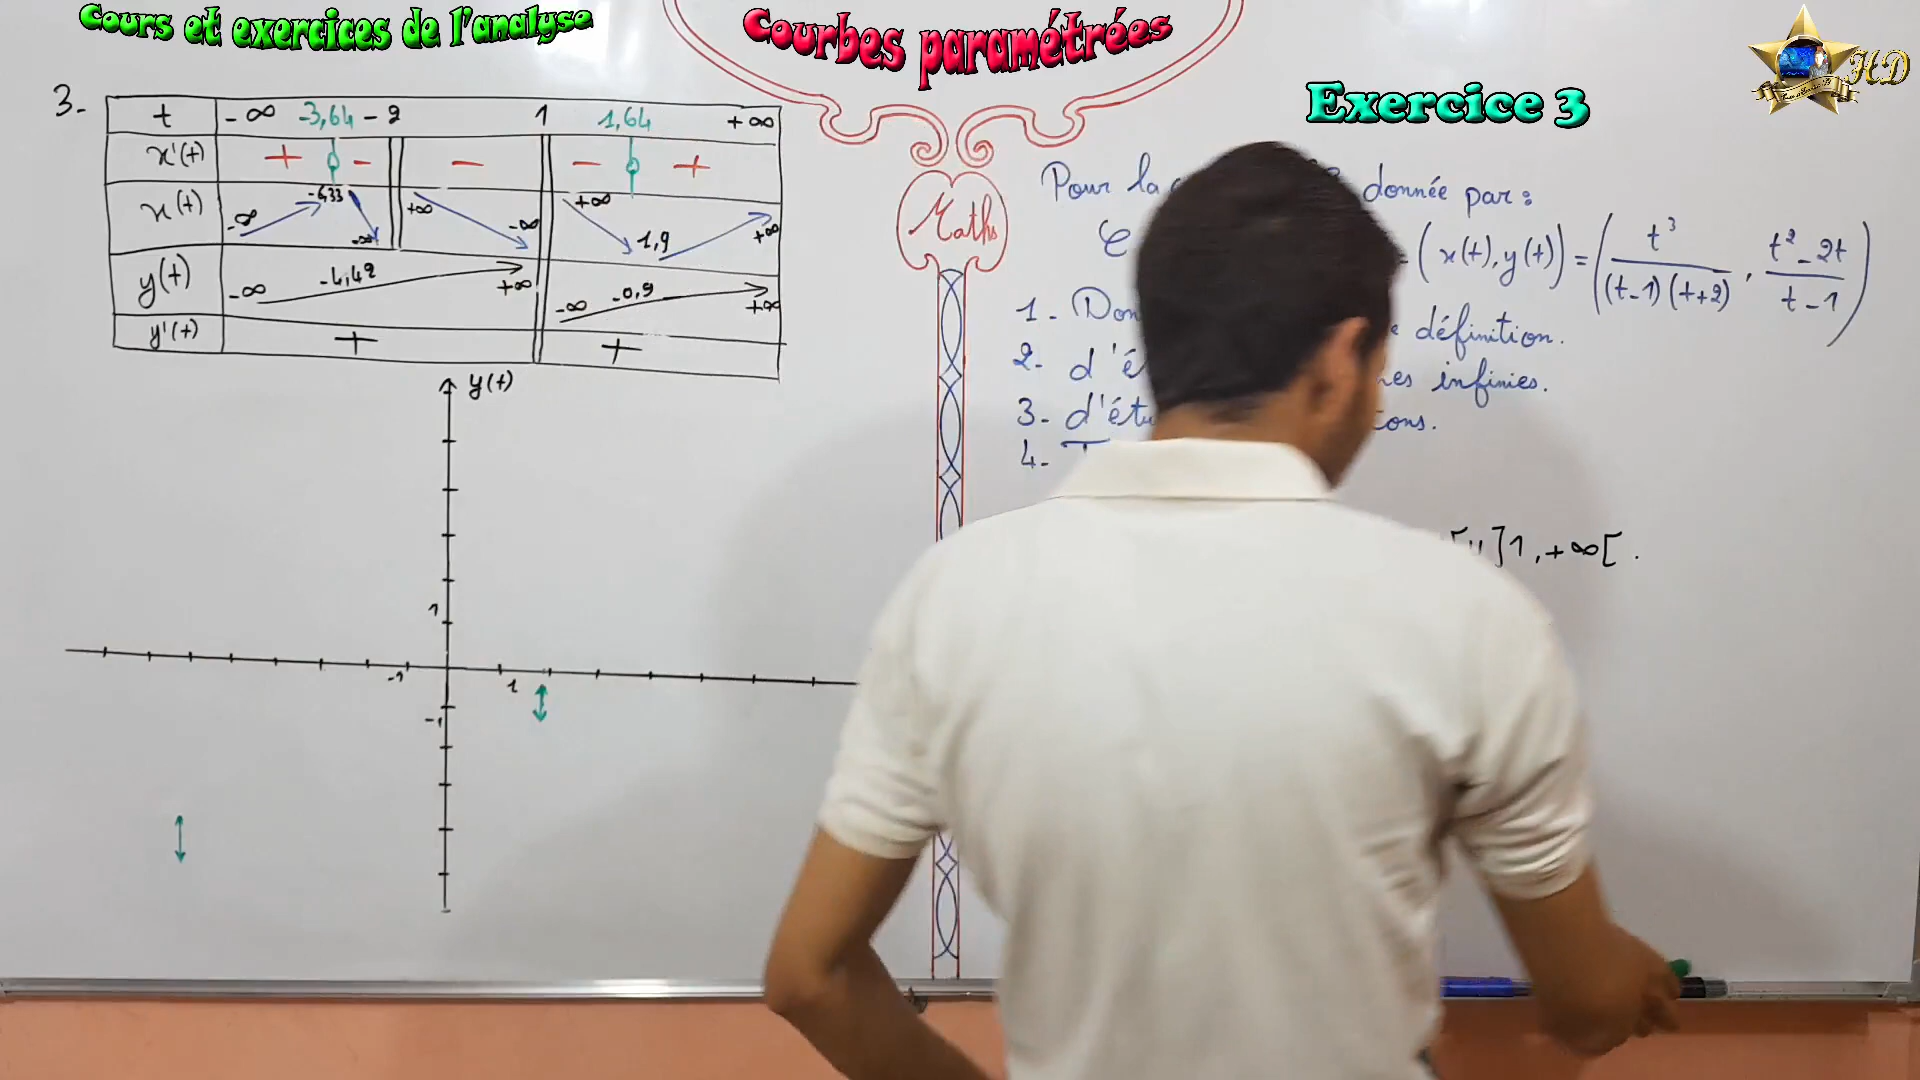 Cours et exercices de l'analyse
Courbes paramétrées
HD
Exercice 3
3-
t -∞ -3,64 -2 1 1,64 +∞
x'(t) + 0 - - - 0 +
x(t) -∞ -6,33 -∞ +∞ -∞ +∞ 1,9 +∞
y(t) -∞ -4,42 +∞ -∞ -0,9 +∞
y'(t) + +
y(t)
1
-1 1
-1
Maths
Pour la donnée par:
C = (x(t), y(t)) = (t³/((t-1)(t+2)), (t²-2t)/(t-1))
1- Don définition.
2- d'é infinies.
3- d'étu
4-
]1,+∞[.